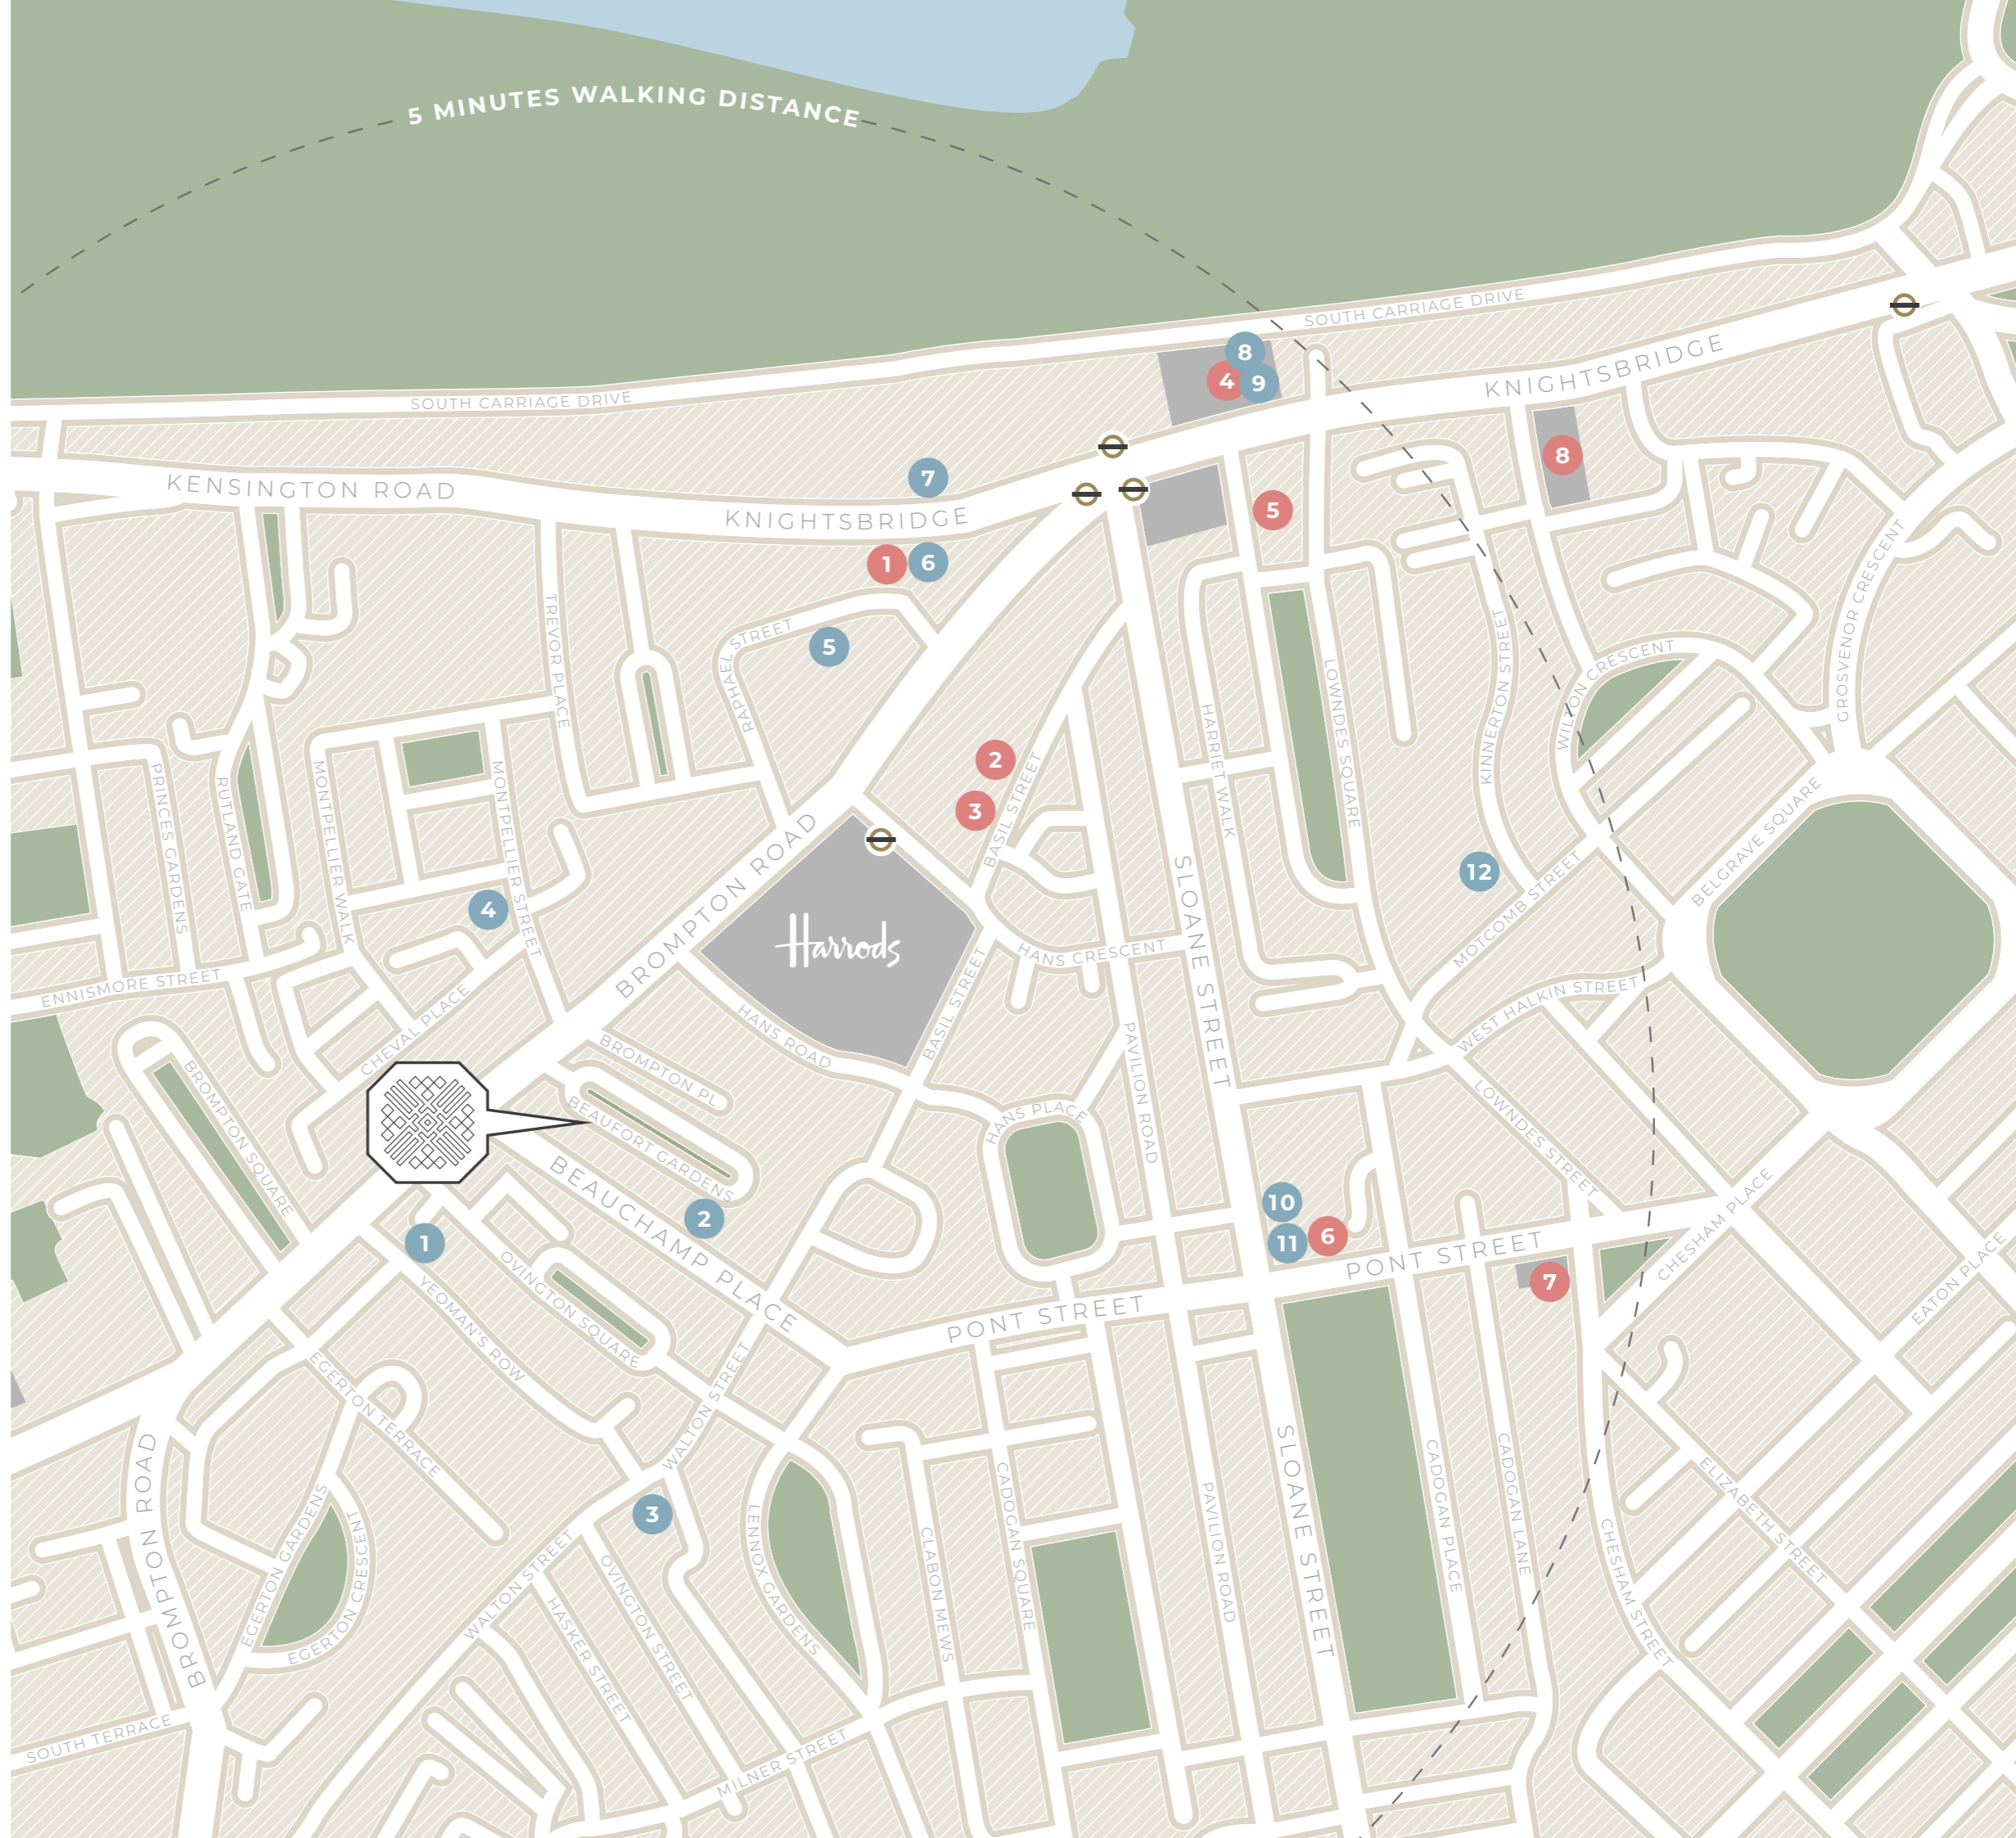 5 MINUTES WALKING DISTANCE
SOUTH CARRIAGE DRIVE
8
4
9
KNIGHTSBRIDGE
SOUTH CARRIAGE DRIVE
8
7
KENSINGTON ROAD
KNIGHTSBRIDGE
5
1
6
GROSVENOR CRESCENT
TREVOR PLACE
RAPHAEL STREET
5
KINNERTON STREET
WILTON CRESCENT
LOWNDES SQUARE
HARRIET WALK
2
3
BASIL STREET
PRINCES GARDENS
RUTLAND GATE
MONTPELLIER WALK
MONTPELLIER STREET
BROMPTON ROAD
BELGRAVE SQUARE
12
4
MOTCOMB STREET
Harrods
SLOANE STREET
HANS CRESCENT
ENNISMORE STREET
CHEVAL PLACE
HANS ROAD
BASIL STREET
WEST HALKIN STREET
BROMPTON PL.
PAVILION ROAD
BROMPTON SQUARE
BEAUFORT GARDENS
HANS PLACE
LOWNDES STREET
BEAUCHAMP PLACE
2
10
11
6
1
CHESHAM PLACE
PONT STREET
7
EATON PLACE
OVINGTON SQUARE
YEOMAN'S ROW
PONT STREET
EGERTON TERRACE
WALTON STREET
BROMPTON ROAD
SLOANE STREET
CADOGAN PLACE
CADOGAN LANE
ELIZABETH STREET
3
CADOGAN SQUARE
PAVILION ROAD
EGERTON GARDENS
EGERTON CRESCENT
LENNOX GARDENS
CLABON MEWS
CHESHAM STREET
WALTON STREET
OVINGTON STREET
HASKER STREET
SOUTH TERRACE
MILNER STREET